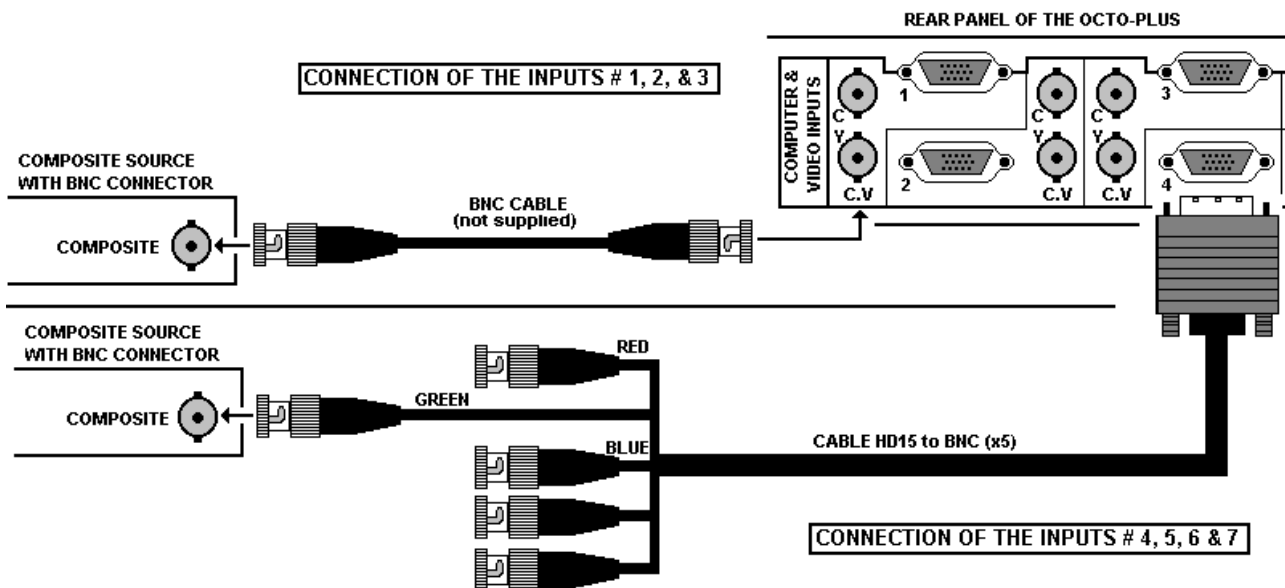 REAR PANEL OF THE OCTO-PLUS
CONNECTION OF THE INPUTS # 1, 2, & 3
COMPUTER &
VIDEO INPUTS
C
Y
C.V
1
2
C
Y
C.V
C
Y
C.V
3
4
COMPOSITE SOURCE
WITH BNC CONNECTOR
COMPOSITE
BNC CABLE
(not supplied)
COMPOSITE SOURCE
WITH BNC CONNECTOR
COMPOSITE
RED
GREEN
BLUE
CABLE HD15 to BNC (x5)
CONNECTION OF THE INPUTS # 4, 5, 6 & 7